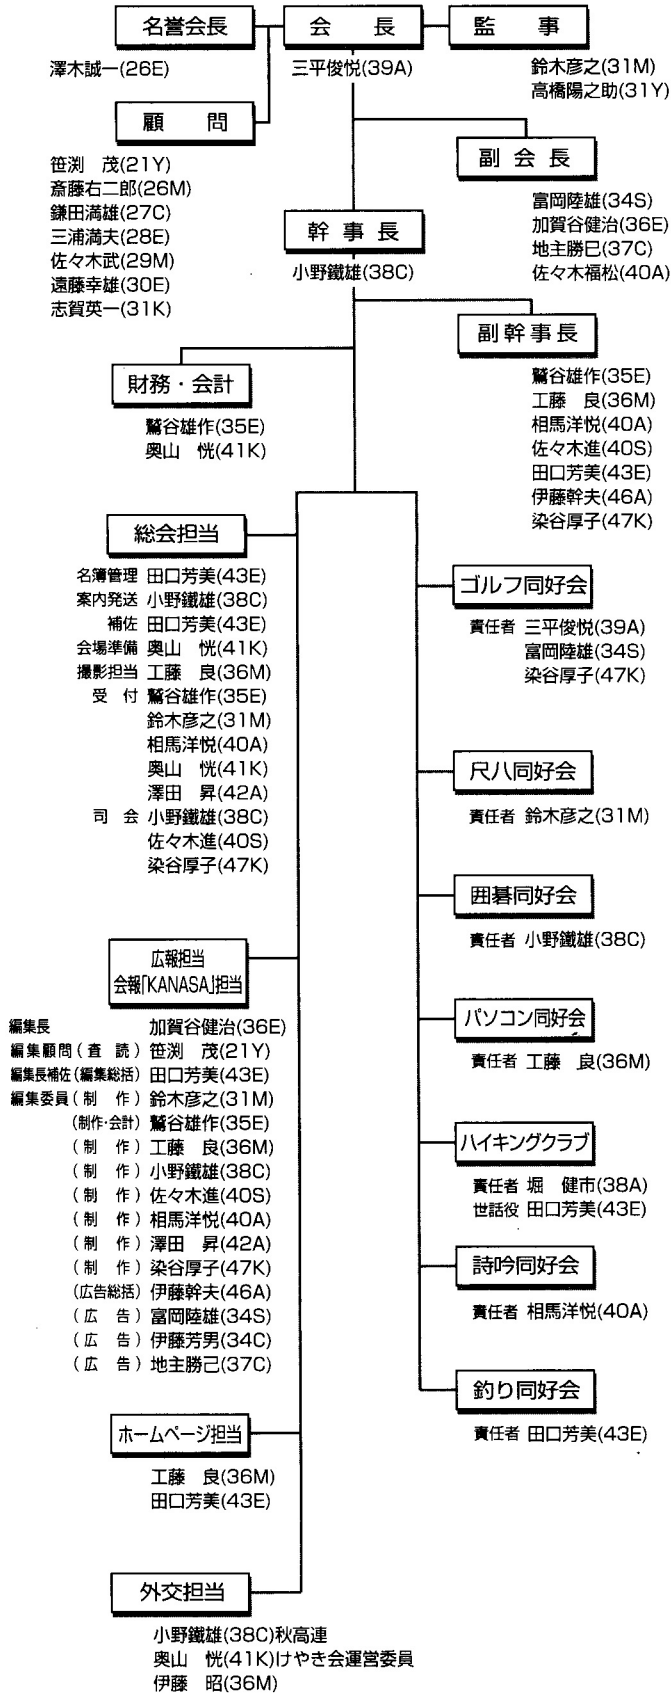 名誉会長
澤木誠一(26E)
会　長
三平俊悦(39A)
監　事
鈴木彦之(31M)
高橋陽之助(31Y)
顧　問
笹渕　茂(21Y)
斎藤右二郎(26M)
鎌田満雄(27C)
三浦満夫(28E)
佐々木武(29M)
遠藤幸雄(30E)
志賀英一(31K)
副会長
富岡陸雄(34S)
加賀谷健治(36E)
地主勝巳(37C)
佐々木福松(40A)
幹事長
小野鐵雄(38C)
副幹事長
鷲谷雄作(35E)
工藤　良(36M)
相馬洋悦(40A)
佐々木進(40S)
田口芳美(43E)
伊藤幹夫(46A)
染谷厚子(47K)
財務・会計
鷲谷雄作(35E)
奥山　恍(41K)
総会担当
名簿管理 田口芳美(43E)
案内発送 小野鐵雄(38C)
補佐 田口芳美(43E)
会場準備 奥山　恍(41K)
撮影担当 工藤　良(36M)
受　付 鷲谷雄作(35E)
鈴木彦之(31M)
相馬洋悦(40A)
奥山　恍(41K)
澤田　昇(42A)
司　会 小野鐵雄(38C)
佐々木進(40S)
染谷厚子(47K)
広報担当
会報「KANASA」担当
編集長 加賀谷健治(36E)
編集顧問(査　読) 笹渕　茂(21Y)
編集長補佐(編集総括) 田口芳美(43E)
編集委員(制　作) 鈴木彦之(31M)
(制作・会計) 鷲谷雄作(35E)
(制　作) 工藤　良(36M)
(制　作) 小野鐵雄(38C)
(制　作) 佐々木進(40S)
(制　作) 相馬洋悦(40A)
(制　作) 澤田　昇(42A)
(制　作) 染谷厚子(47K)
(広告総括) 伊藤幹夫(46A)
(広　告) 富岡陸雄(34S)
(広　告) 伊藤芳男(34C)
(広　告) 地主勝己(37C)
ホームページ担当
工藤　良(36M)
田口芳美(43E)
外交担当
小野鐵雄(38C)秋高連
奥山　恍(41K)けやき会運営委員
伊藤　昭(36M)
ゴルフ同好会
責任者 三平俊悦(39A)
富岡陸雄(34S)
染谷厚子(47K)
尺八同好会
責任者 鈴木彦之(31M)
囲碁同好会
責任者 小野鐵雄(38C)
パソコン同好会
責任者 工藤　良(36M)
ハイキングクラブ
責任者 堀　健市(38A)
世話役 田口芳美(43E)
詩吟同好会
責任者 相馬洋悦(40A)
釣り同好会
責任者 田口芳美(43E)